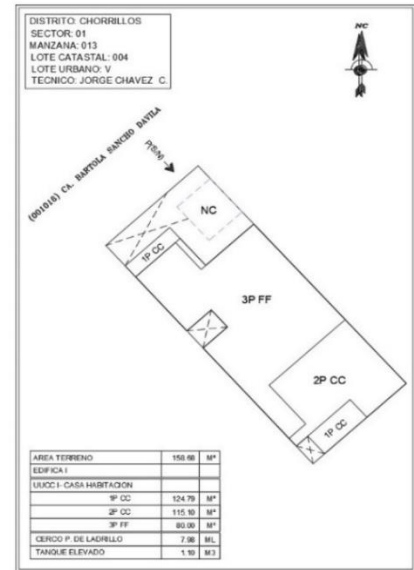 DISTRITO: CHORRILLOS
SECTOR: 01
MANZANA: 013
LOTE CATASTAL: 004
LOTE URBANO: V
TECNICO: JORGE CHAVEZ C.
NC
(001018) CA. BARTOLA SANCHO DAVILA
P(S/N)
NC
1P CC
3P FF
2P CC
1P CC
X
AREA TERRENO 158.68 M²
EDIFICA I
UUCC I- CASA HABITACION
1P CC 124.79 M²
2P CC 115.10 M²
3P FF 80.00 M²
CERCO P. DE LADRILLO 7.98 ML
TANQUE ELEVADO 1.10 M3